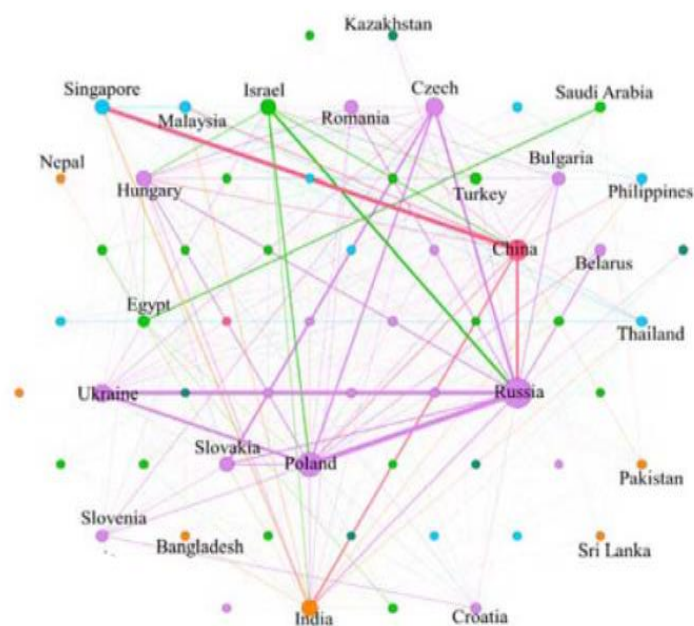 Kazakhstan
Singapore
Israel
Czech
Saudi Arabia
Malaysia
Romania
Nepal
Hungary
Turkey
Bulgaria
Philippines
China
Belarus
Egypt
Thailand
Ukraine
Russia
Slovakia
Poland
Pakistan
Slovenia
Bangladesh
Sri Lanka
India
Croatia